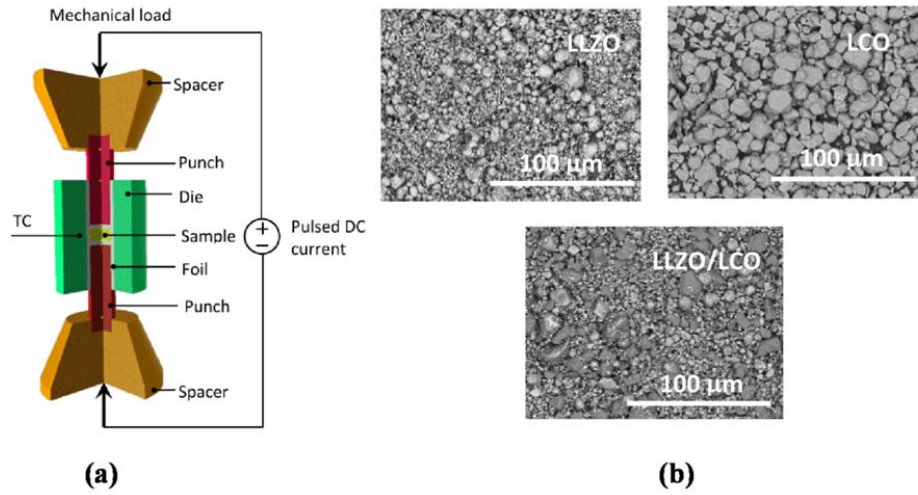 Mechanical load
Spacer
Punch
Die
TC
Sample
Pulsed DC
current
Foil
Punch
Spacer
(a)
LLZO
100 µm
LCO
100 µm
LLZO/LCO
100 µm
(b)